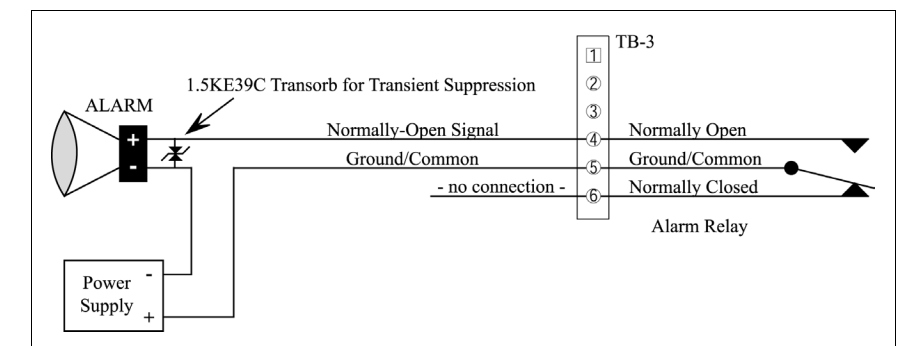 TB-3
1
2
3
4
5
6
1.5KE39C Transorb for Transient Suppression
ALARM
+
-
Normally-Open Signal
Normally Open
Ground/Common
Ground/Common
- no connection -
Normally Closed
Alarm Relay
Power
Supply
-
+